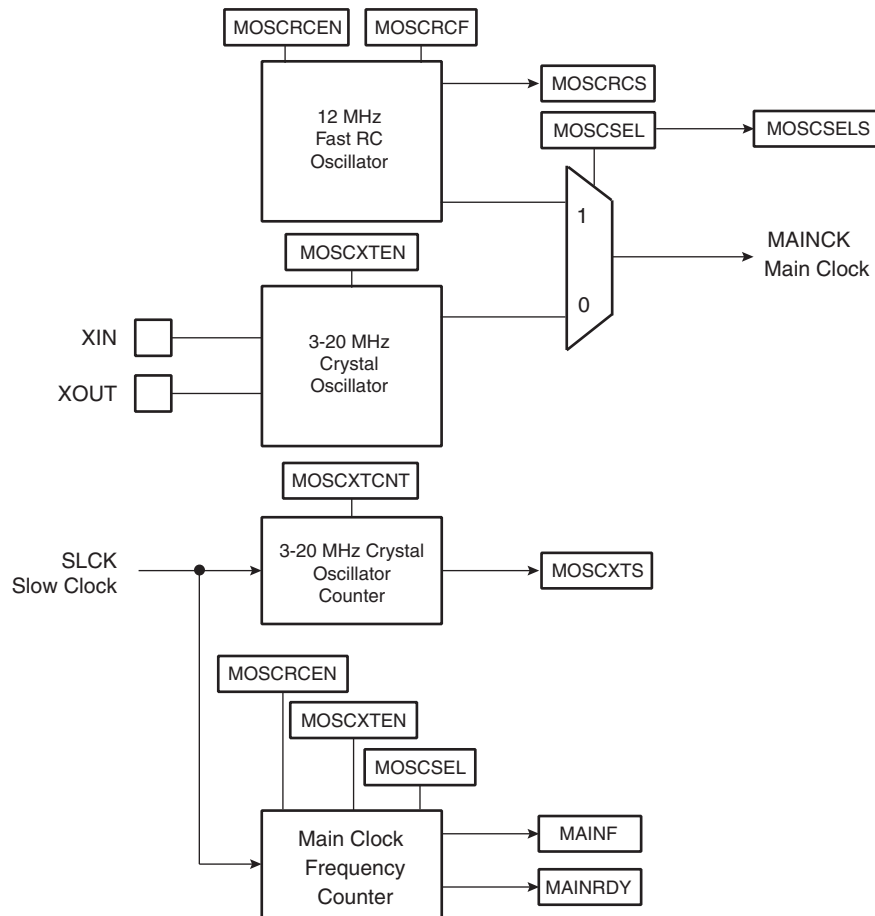 MOSCRCEN
MOSCRCF
12 MHz
Fast RC
Oscillator
MOSCRCS
MOSCSEL
MOSCSELS
1
0
MAINCK
Main Clock
MOSCXTEN
XIN
XOUT
3-20 MHz
Crystal
Oscillator
MOSCXTCNT
SLCK
Slow Clock
3-20 MHz Crystal
Oscillator
Counter
MOSCXTS
MOSCRCEN
MOSCXTEN
MOSCSEL
Main Clock
Frequency
Counter
MAINF
MAINRDY